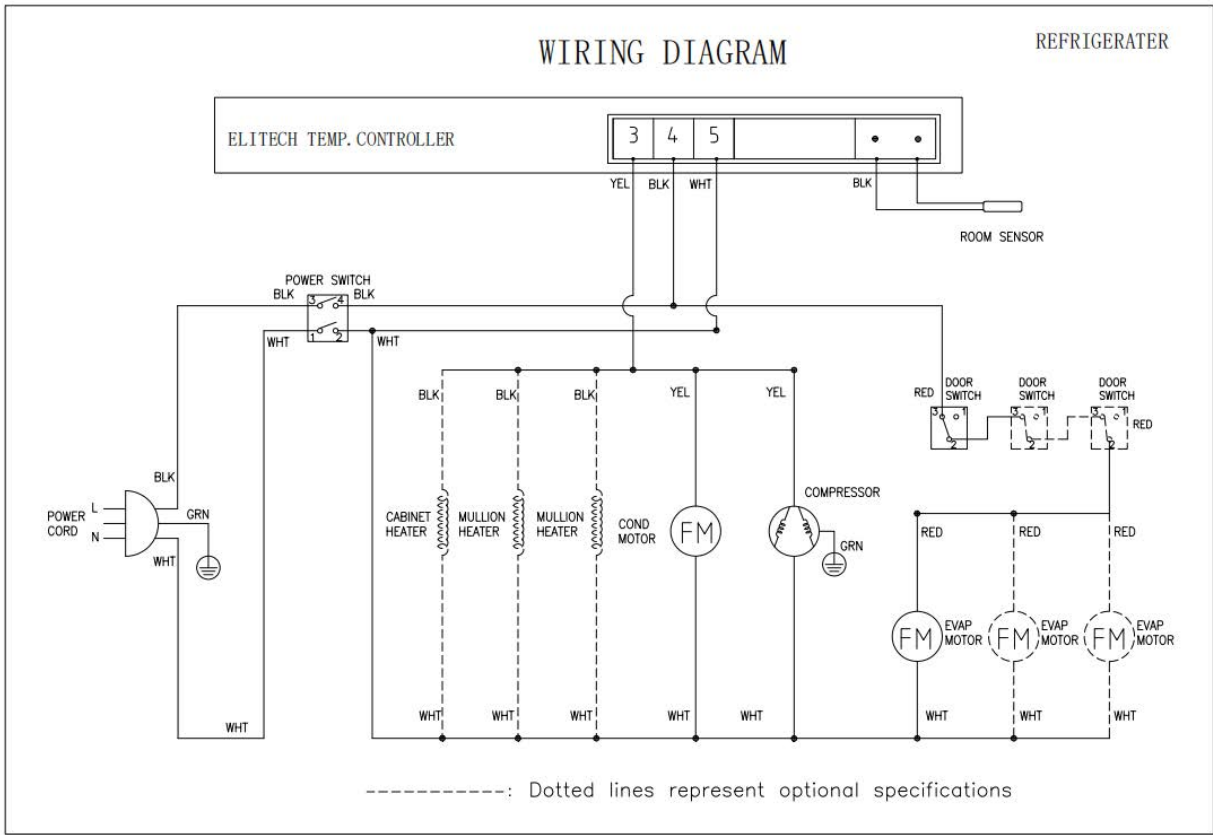 WIRING DIAGRAM
REFRIGERATER
ELITECH TEMP. CONTROLLER
3 4 5
YEL BLK WHT BLK
ROOM SENSOR
POWER SWITCH
BLK BLK
3 4
1 2
WHT WHT
BLK BLK BLK YEL YEL
RED
DOOR
SWITCH
DOOR
SWITCH
DOOR
SWITCH
3 1
2
3 1
2
3 1
2
RED
BLK
POWER
CORD
L
N
GRN
WHT
WHT
CABINET
HEATER
MULLION
HEATER
MULLION
HEATER
COND
MOTOR
FM
COMPRESSOR
GRN
RED RED RED
FM
EVAP
MOTOR
FM
EVAP
MOTOR
FM
EVAP
MOTOR
WHT WHT WHT WHT WHT WHT WHT WHT
-----------: Dotted lines represent optional specifications